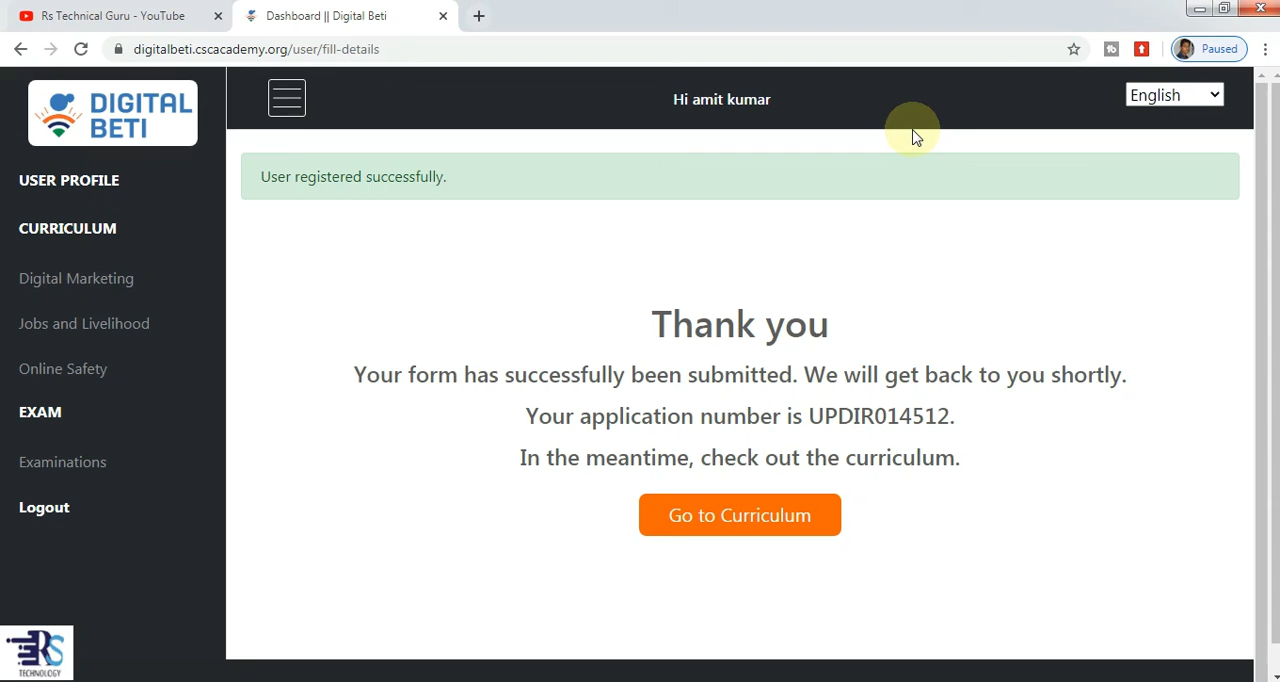 Rs Technical Guru - YouTube
Dashboard || Digital Beti
digitalbeti.cscacademy.org/user/fill-details
Paused
DIGITAL
BETI
Hi amit kumar
English
USER PROFILE
CURRICULUM
Digital Marketing
Jobs and Livelihood
Online Safety
EXAM
Examinations
Logout
User registered successfully.
Thank you
Your form has successfully been submitted. We will get back to you shortly.
Your application number is UPDIR014512.
In the meantime, check out the curriculum.
Go to Curriculum
RS
TECHNOLOGY